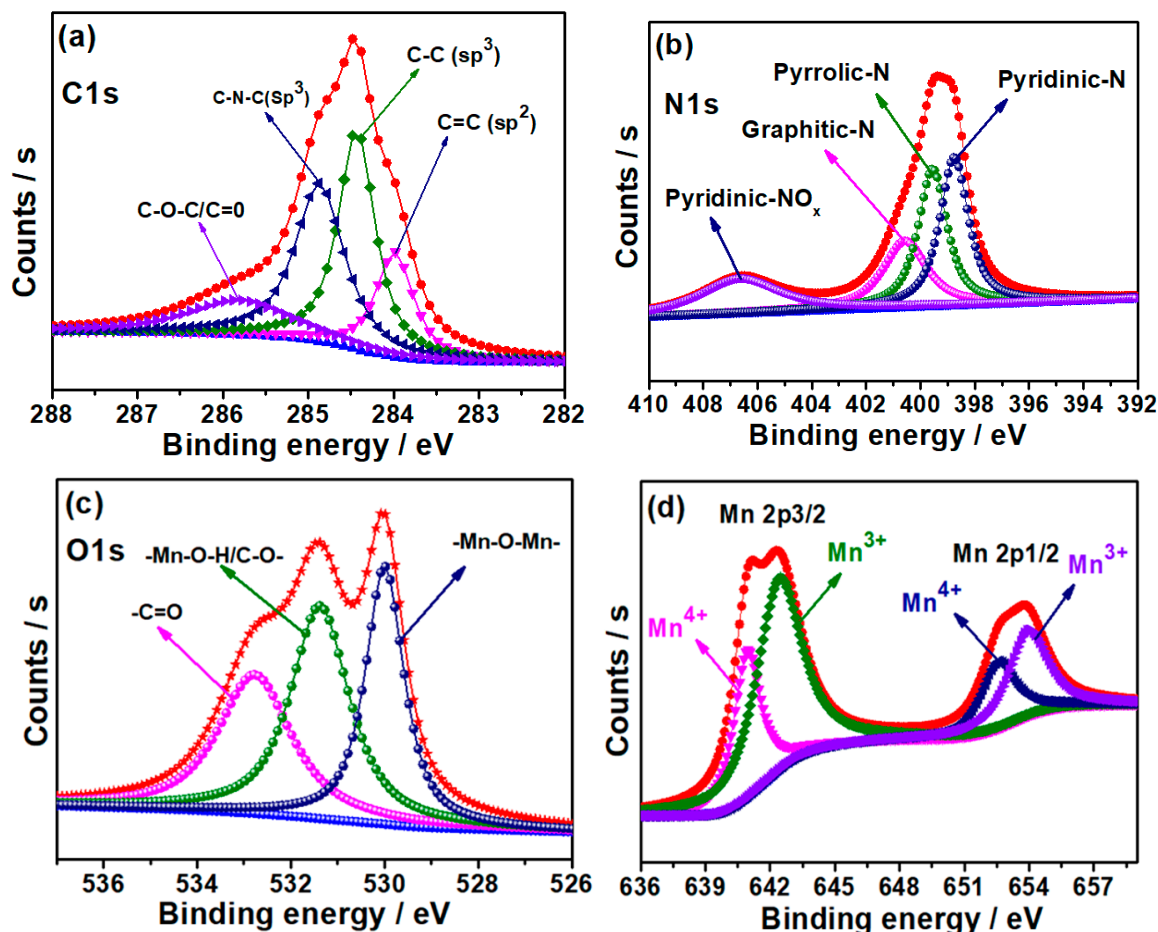 (a)
C1s
C-C (sp³)
C-N-C(Sp³)
C=C (sp²)
C-O-C/C=0
Counts / s
288 287 286 285 284 283 282
Binding energy / eV
(b)
N1s
Pyrrolic-N
Pyridinic-N
Graphitic-N
Pyridinic-NOₓ
Counts / s
410 408 406 404 402 400 398 396 394 392
Binding energy / eV
(c)
O1s
-Mn-O-Mn-
-Mn-O-H/C-O-
-C=O
Counts / s
536 534 532 530 528 526
Binding energy / eV
(d)
Mn 2p3/2
Mn³⁺
Mn 2p1/2
Mn³⁺
Mn⁴⁺
Mn⁴⁺
Counts / s
636 639 642 645 648 651 654 657
Binding energy / eV